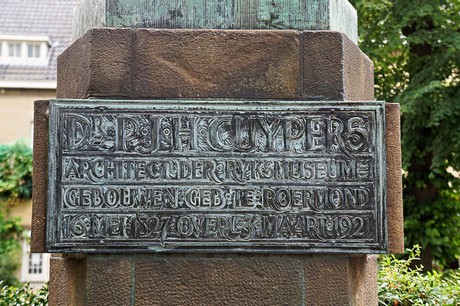 DR P.J.H. CUYPERS
ARCHITECT.DER.RYKSMUSEUM
GEBOUWEN.GEB.TE.ROERMOND
16.MEI.1827.OVERL.3.MAART.1921